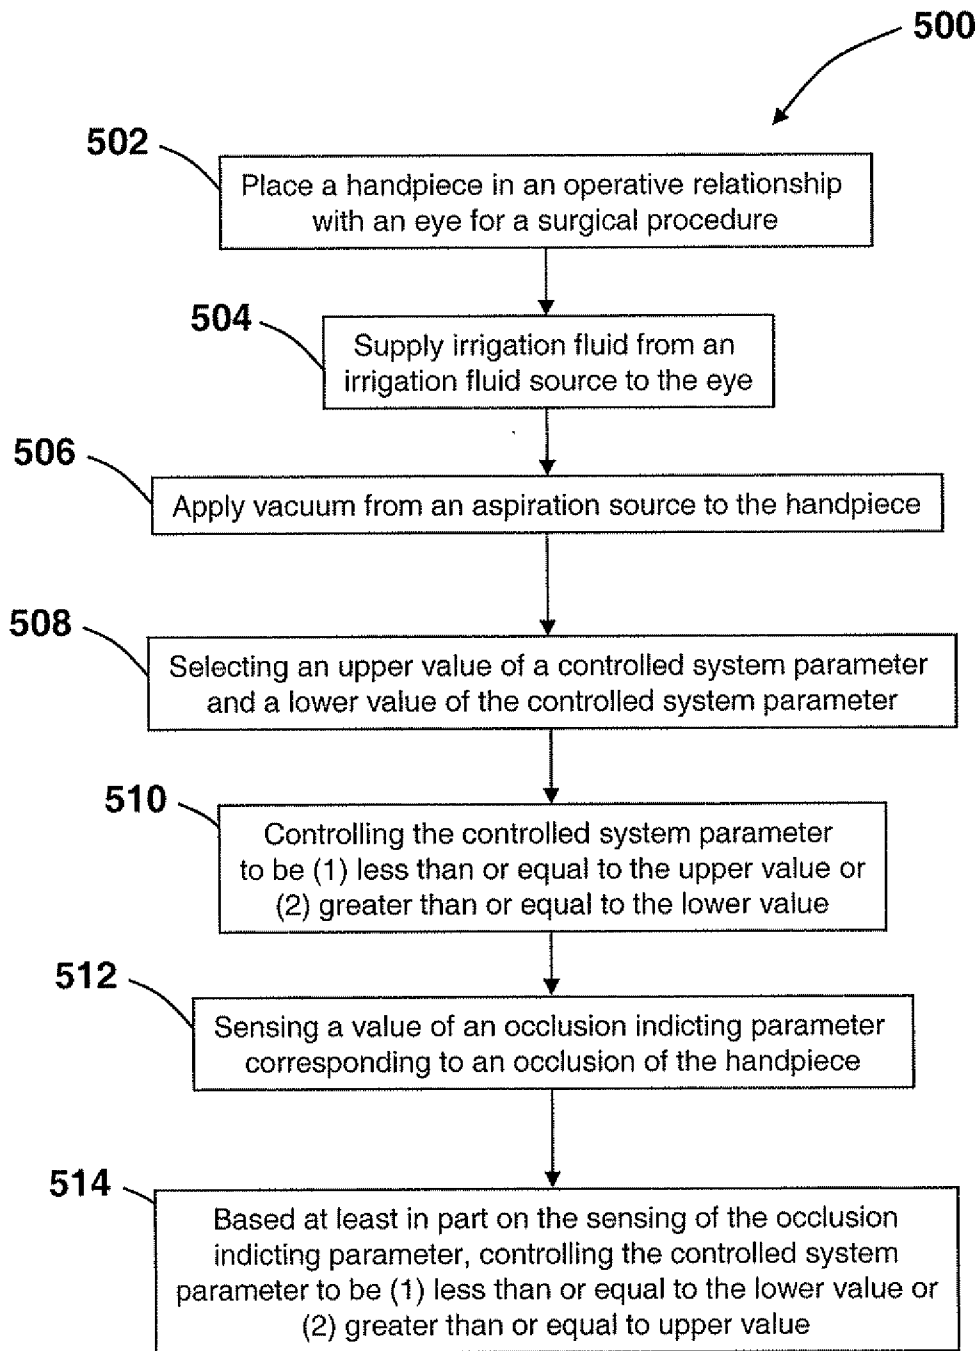 500
502
Place a handpiece in an operative relationship
with an eye for a surgical procedure
504
Supply irrigation fluid from an
irrigation fluid source to the eye
506
Apply vacuum from an aspiration source to the handpiece
508
Selecting an upper value of a controlled system parameter
and a lower value of the controlled system parameter
510
Controlling the controlled system parameter
to be (1) less than or equal to the upper value or
(2) greater than or equal to the lower value
512
Sensing a value of an occlusion indicting parameter
corresponding to an occlusion of the handpiece
514
Based at least in part on the sensing of the occlusion
indicting parameter, controlling the controlled system
parameter to be (1) less than or equal to the lower value or
(2) greater than or equal to upper value